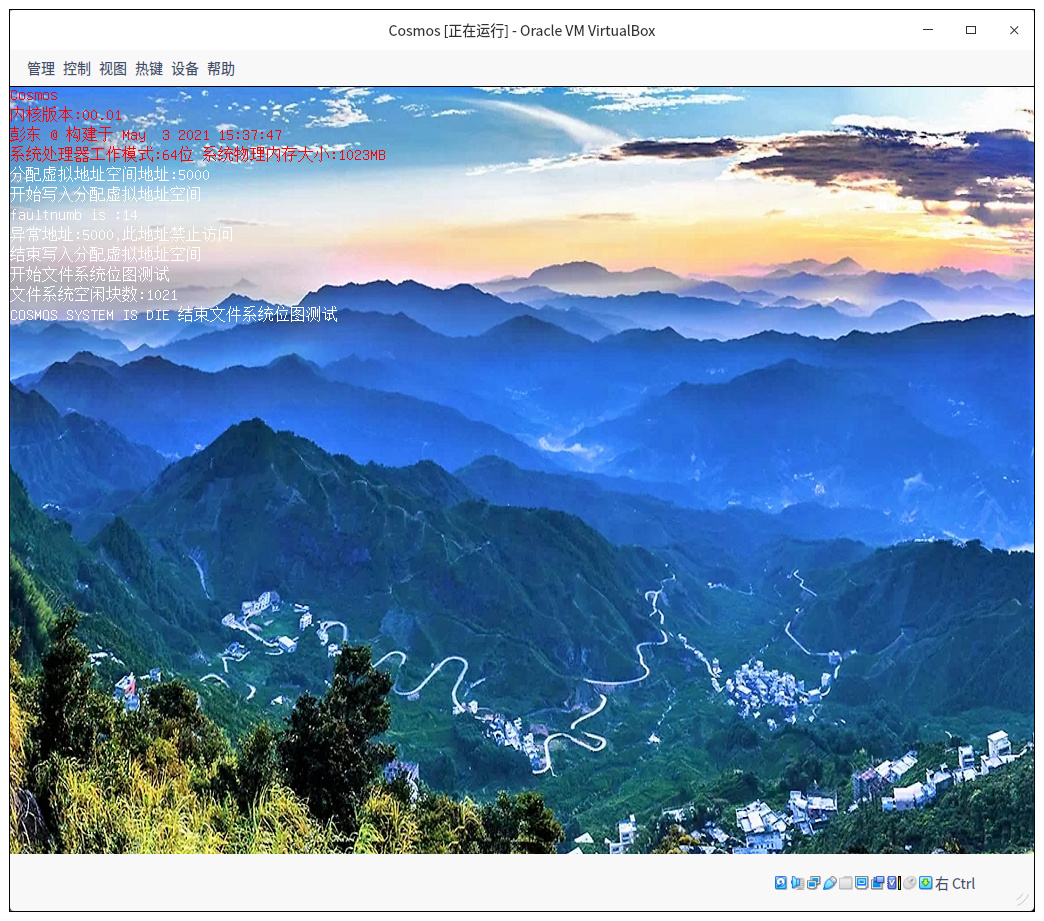 Cosmos [正在运行] - Oracle VM VirtualBox
管理 控制 视图 热键 设备 帮助
Cosmos
内核版本:00.01
彭东 @ 构建于 May  3 2021 15:37:47
系统处理器工作模式:64位 系统物理内存大小:1023MB
分配虚拟地址空间地址:5000
开始写入分配虚拟地址空间
faultnumb is :14
异常地址:5000,此地址禁止访问
结束写入分配虚拟地址空间
开始文件系统位图测试
文件系统空闲块数:1021
COSMOS SYSTEM IS DIE 结束文件系统位图测试
右 Ctrl